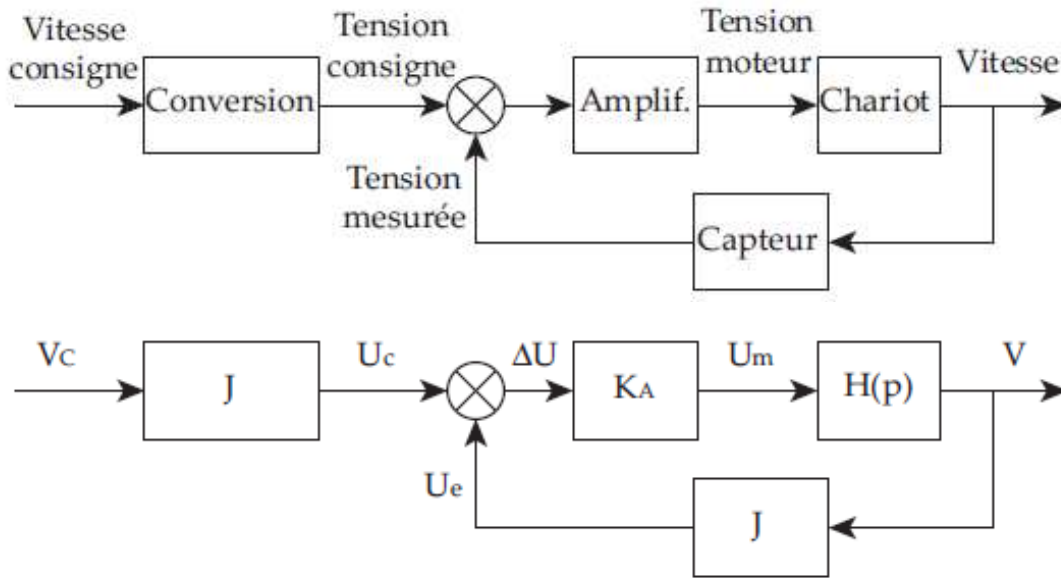 Vitesse
consigne
Conversion
Tension
consigne
Amplif.
Tension
moteur
Chariot
Vitesse
Tension
mesurée
Capteur
VC
J
Uc
ΔU
KA
Um
H(p)
V
Ue
J